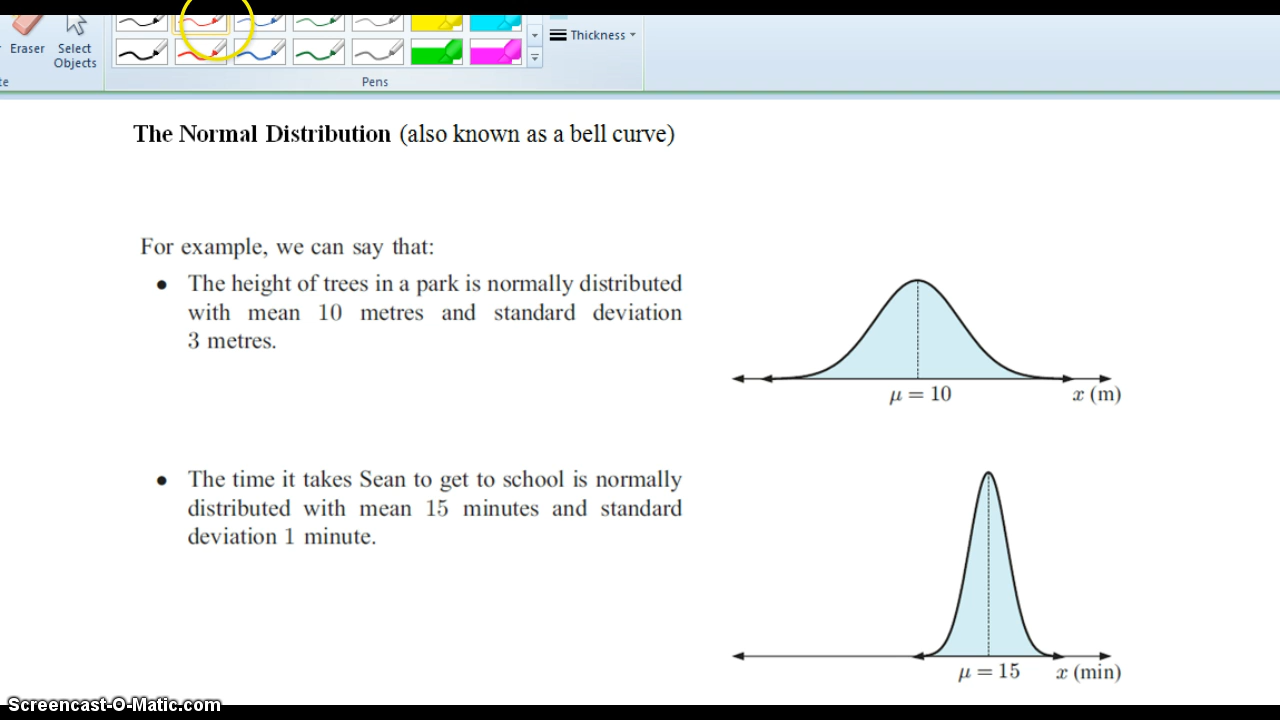 Eraser
Select
Objects
te
Thickness
Pens
The Normal Distribution (also known as a bell curve)
For example, we can say that:
• The height of trees in a park is normally distributed
with mean 10 metres and standard deviation
3 metres.
μ = 10
x (m)
• The time it takes Sean to get to school is normally
distributed with mean 15 minutes and standard
deviation 1 minute.
μ = 15
x (min)
Screencast-O-Matic.com